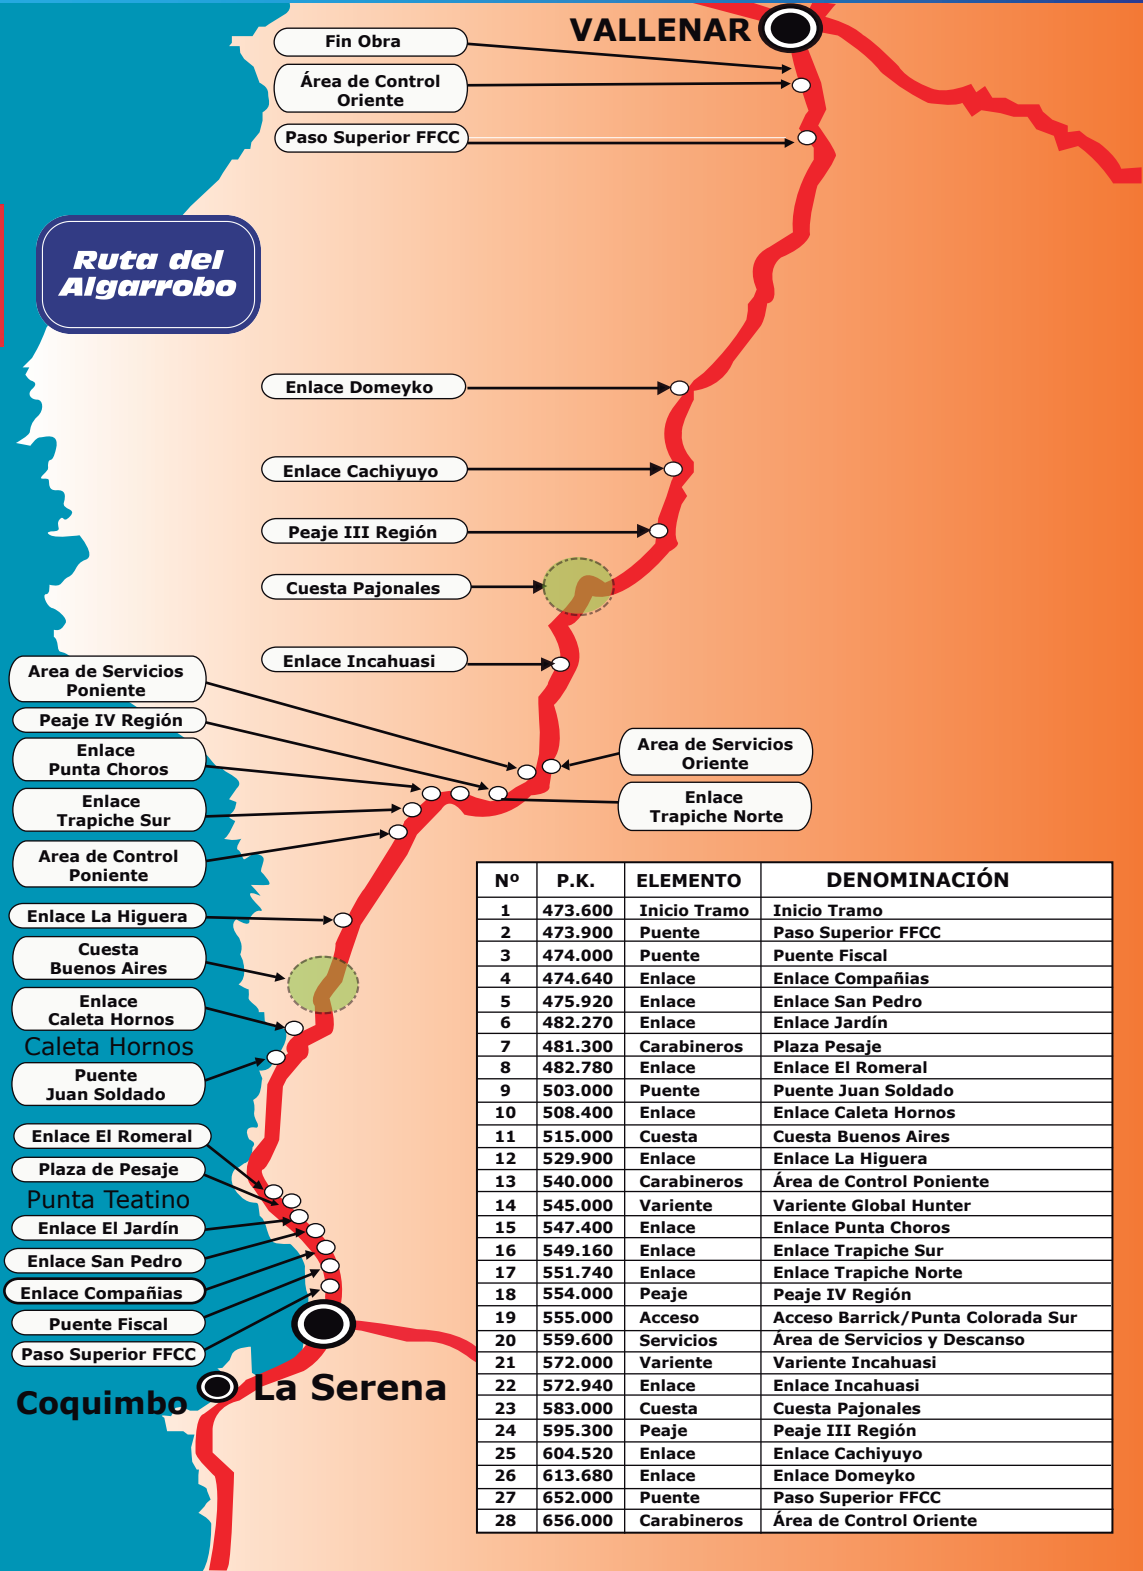 VALLENAR
Fin Obra
Área de Control
Oriente
Paso Superior FFCC
Ruta del
Algarrobo
Enlace Domeyko
Enlace Cachiyuyo
Peaje III Región
Cuesta Pajonales
Enlace Incahuasi
Area de Servicios
Poniente
Peaje IV Región
Enlace
Punta Choros
Enlace
Trapiche Sur
Area de Control
Poniente
Area de Servicios
Oriente
Enlace
Trapiche Norte
Enlace La Higuera
Cuesta
Buenos Aires
Enlace
Caleta Hornos
Caleta Hornos
Puente
Juan Soldado
Enlace El Romeral
Plaza de Pesaje
Punta Teatino
Enlace El Jardín
Enlace San Pedro
Enlace Compañias
Puente Fiscal
Paso Superior FFCC
La Serena
Coquimbo
Nº P.K. ELEMENTO DENOMINACIÓN
1 473.600 Inicio Tramo Inicio Tramo
2 473.900 Puente Paso Superior FFCC
3 474.000 Puente Puente Fiscal
4 474.640 Enlace Enlace Compañias
5 475.920 Enlace Enlace San Pedro
6 482.270 Enlace Enlace Jardín
7 481.300 Carabineros Plaza Pesaje
8 482.780 Enlace Enlace El Romeral
9 503.000 Puente Puente Juan Soldado
10 508.400 Enlace Enlace Caleta Hornos
11 515.000 Cuesta Cuesta Buenos Aires
12 529.900 Enlace Enlace La Higuera
13 540.000 Carabineros Área de Control Poniente
14 545.000 Variente Variente Global Hunter
15 547.400 Enlace Enlace Punta Choros
16 549.160 Enlace Enlace Trapiche Sur
17 551.740 Enlace Enlace Trapiche Norte
18 554.000 Peaje Peaje IV Región
19 555.000 Acceso Acceso Barrick/Punta Colorada Sur
20 559.600 Servicios Área de Servicios y Descanso
21 572.000 Variente Variente Incahuasi
22 572.940 Enlace Enlace Incahuasi
23 583.000 Cuesta Cuesta Pajonales
24 595.300 Peaje Peaje III Región
25 604.520 Enlace Enlace Cachiyuyo
26 613.680 Enlace Enlace Domeyko
27 652.000 Puente Paso Superior FFCC
28 656.000 Carabineros Área de Control Oriente